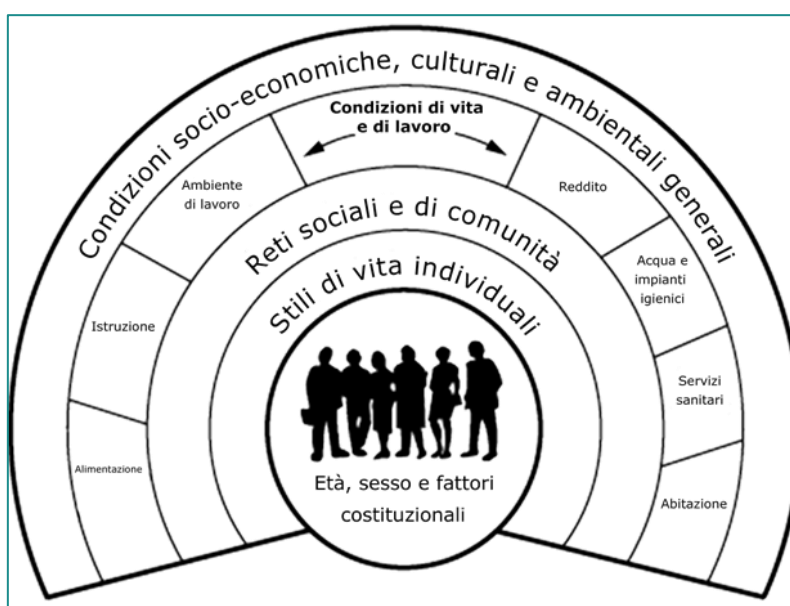 Condizioni socio-economiche, culturali e ambientali generali
Condizioni di vita
e di lavoro
Ambiente
di lavoro
Reddito
Reti sociali e di comunità
Acqua e
impianti
igienici
Stili di vita individuali
Istruzione
Servizi
sanitari
Alimentazione
Abitazione
Età, sesso e fattori
costituzionali